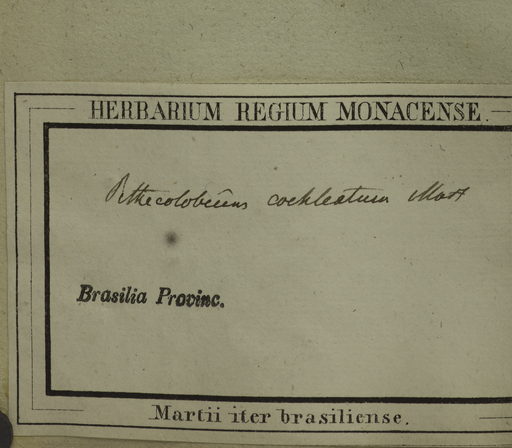 HERBARIUM REGIUM MONACENSE.
Pithecolobium cochleatum Mart
Brasilia Provinc.
Martii iter brasiliense.